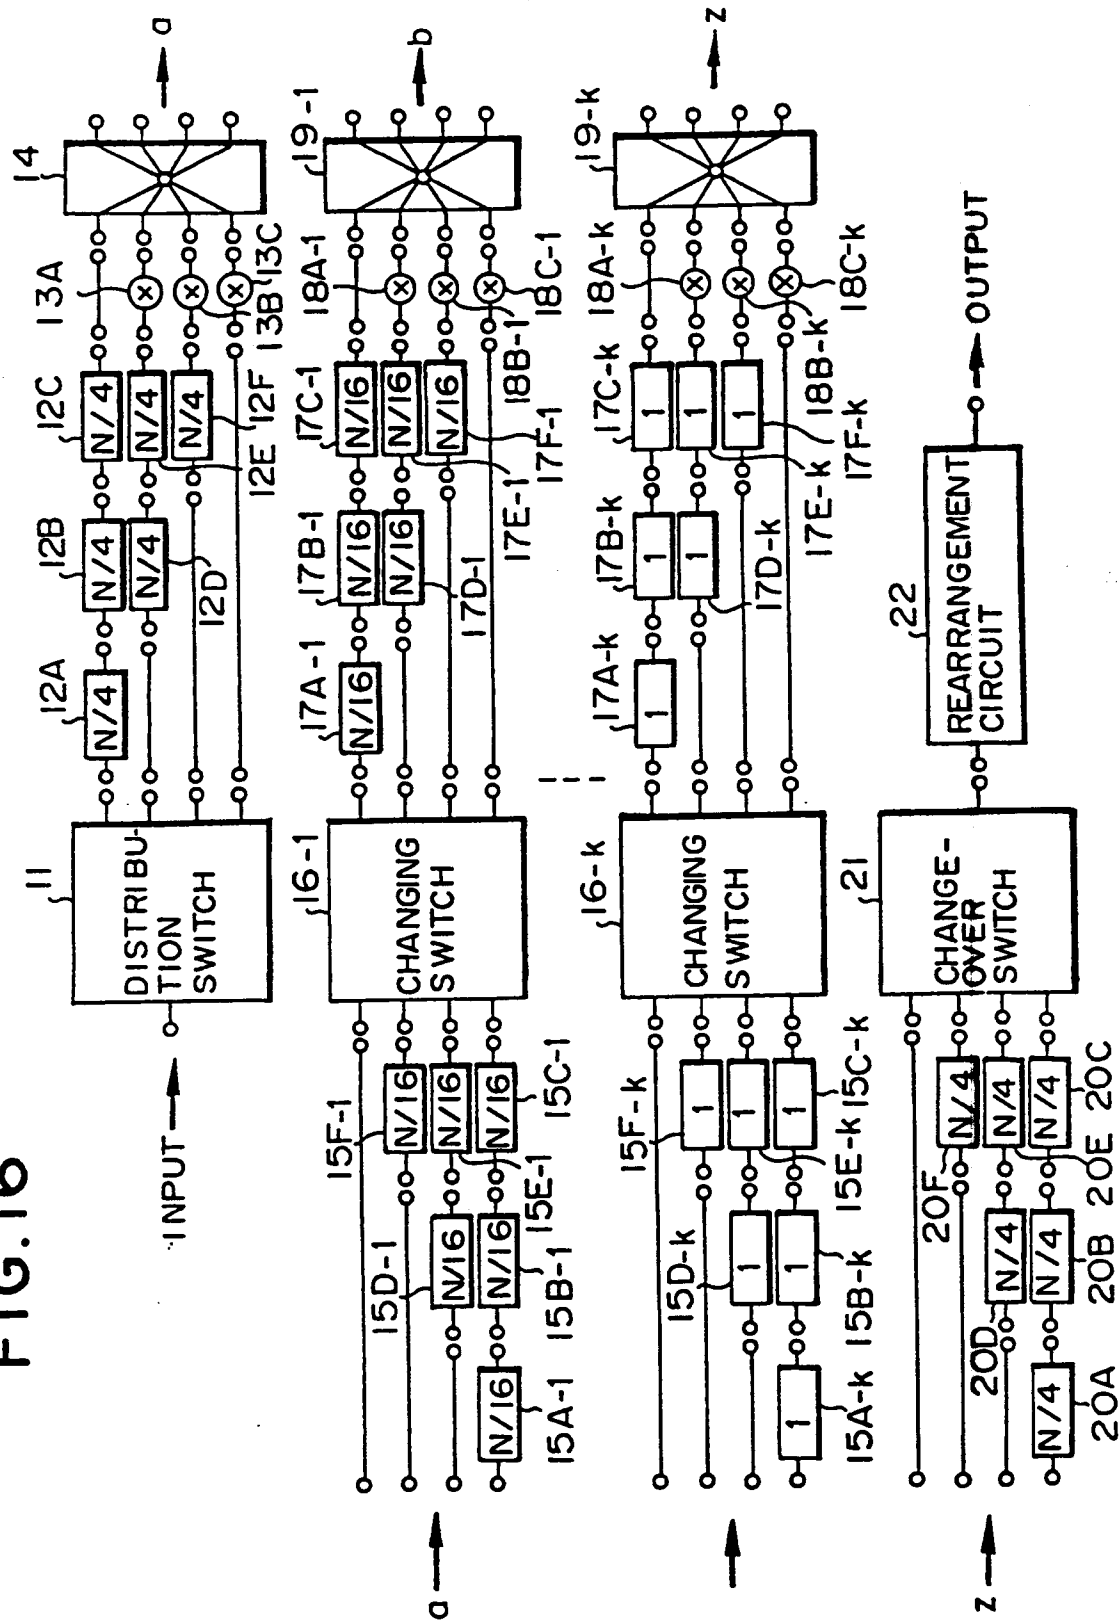 FIG.16
INPUT
11
DISTRIBU-
TION
SWITCH
12A
N/4
12B
N/4
N/4
12D
12C
N/4
N/4
N/4
12E
12F
13A
X
X
X
13B
13C
14
a
a
15F-1
15D-1
N/16
N/16
N/16
N/16
N/16
N/16
15A-1
15B-1
15E-1
15C-1
16-1
CHANGING
SWITCH
17A-1
N/16
17B-1
N/16
N/16
17D-1
17C-1
N/16
N/16
N/16
17E-1
17F-1
18A-1
X
X
X
18B-1
18C-1
19-1
b
15F-k
15D-k
1
1
1
1
1
1
15A-k
15B-k
15E-k
15C-k
16-k
CHANGING
SWITCH
17A-k
1
17B-k
1
1
17D-k
17C-k
1
1
1
17E-k
17F-k
18A-k
X
X
X
18B-k
18C-k
19-k
z
z
20F
20D
N/4
N/4
N/4
N/4
N/4
N/4
20A
20B
20E
20C
21
CHANGE-
OVER
SWITCH
22
REARRANGEMENT
CIRCUIT
OUTPUT